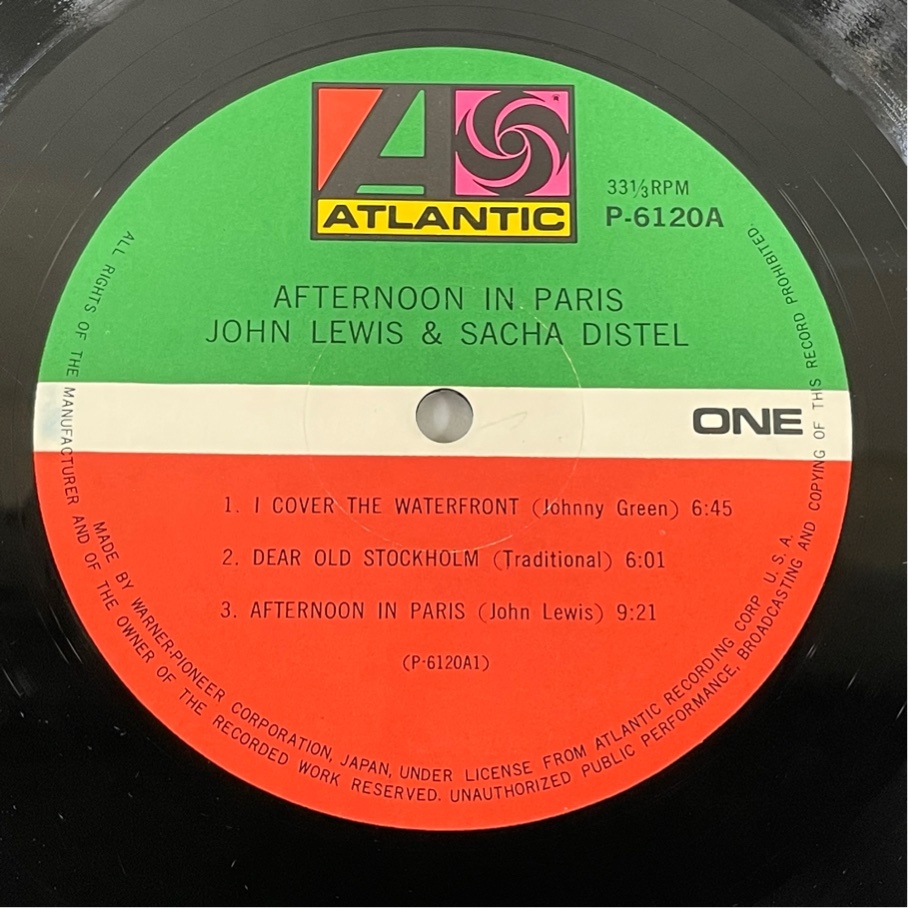 A
ATLANTIC
33⅓RPM
P-6120A
AFTERNOON IN PARIS
JOHN LEWIS & SACHA DISTEL
ONE
1. I COVER THE WATERFRONT (Johnny Green) 6:45
2. DEAR OLD STOCKHOLM (Traditional) 6:01
3. AFTERNOON IN PARIS (John Lewis) 9:21
(P-6120A1)
MADE BY WARNER-PIONEER CORPORATION, JAPAN, UNDER LICENSE FROM ATLANTIC RECORDING CORP. U. S. A.
ALL RIGHTS OF THE MANUFACTURER AND OF THE OWNER OF THE RECORDED WORK RESERVED. UNAUTHORIZED PUBLIC PERFORMANCE, BROADCASTING AND COPYING OF THIS RECORD PROHIBITED.